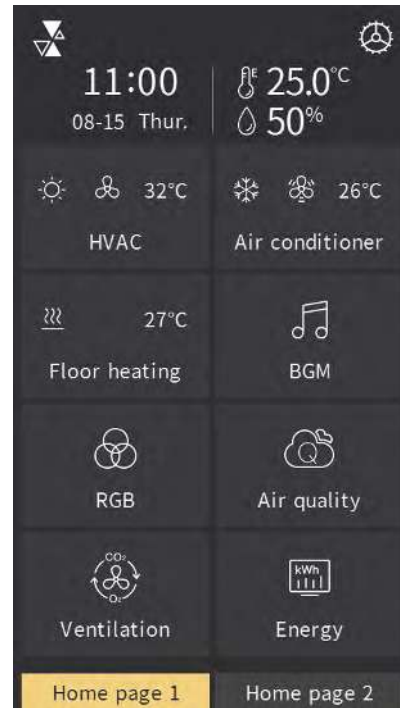 11:00
08-15 Thur.
25.0°C
50%
32°C
HVAC
26°C
Air conditioner
27°C
Floor heating
BGM
RGB
Q
Air quality
CO₂
O₂
Ventilation
kWh
Energy
Home page 1
Home page 2